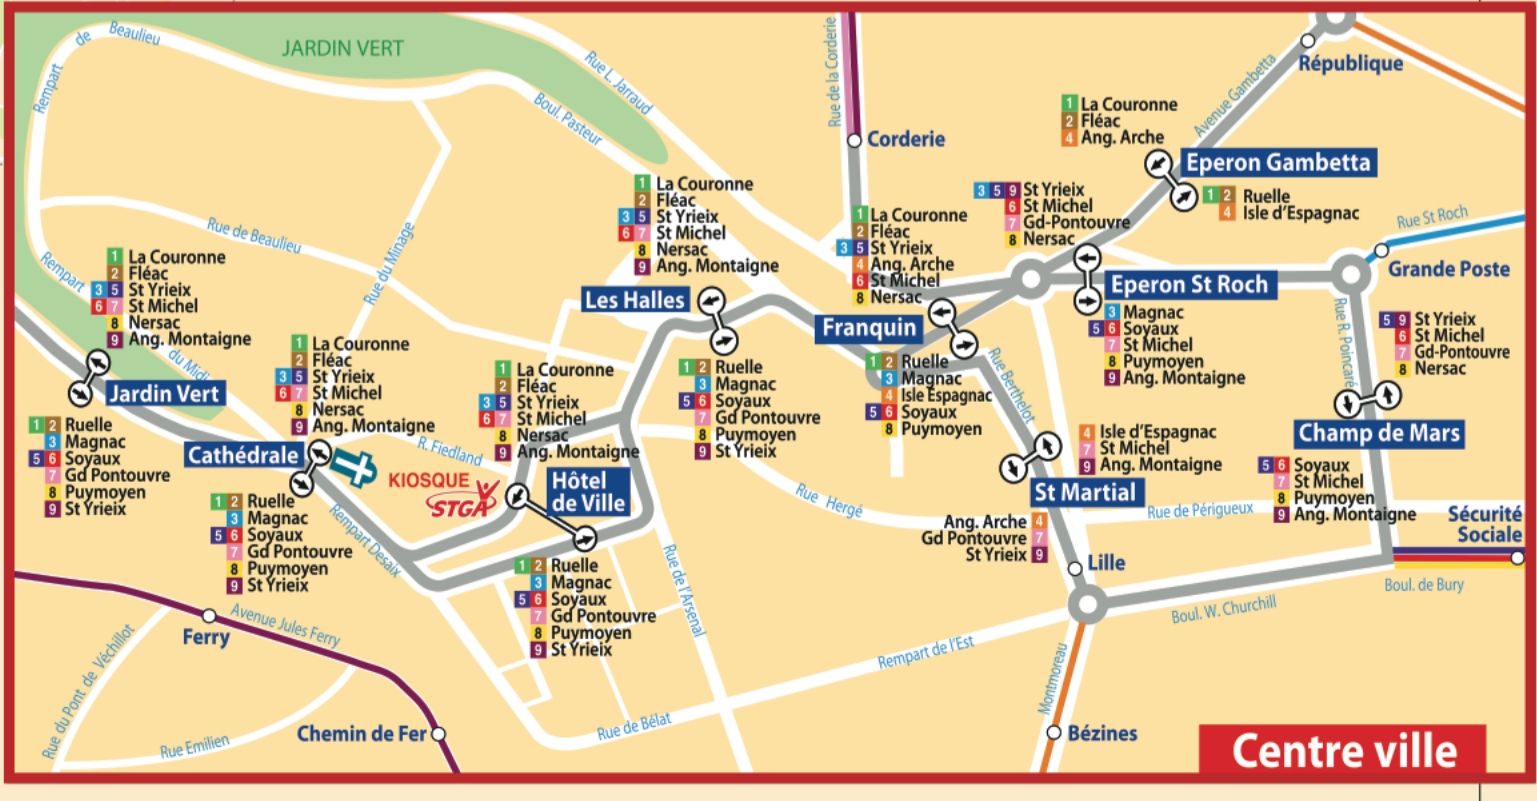 de Beaulieu
Rempart
JARDIN VERT
Rue L. Jarraud
Boul. Pasteur
Rue de la Corderie
Corderie
République
Avenue Gambetta
1 La Couronne
2 Fléac
4 Ang. Arche
Eperon Gambetta
1 2 Ruelle
4 Isle d'Espagnac
3 5 9 St Yrieix
6 St Michel
7 Gd-Pontouvre
8 Nersac
Eperon St Roch
3 Magnac
5 6 Soyaux
7 St Michel
8 Puymoyen
9 Ang. Montaigne
Rue St Roch
Grande Poste
Rue de Beaulieu
Rue du Minage
Rempart
du Midi
1 La Couronne
2 Fléac
3 5 St Yrieix
6 7 St Michel
8 Nersac
9 Ang. Montaigne
Jardin Vert
1 2 Ruelle
3 Magnac
5 6 Soyaux
7 Gd Pontouvre
8 Puymoyen
9 St Yrieix
1 La Couronne
2 Fléac
3 5 St Yrieix
6 7 St Michel
8 Nersac
9 Ang. Montaigne
Cathédrale
1 2 Ruelle
3 Magnac
5 6 Soyaux
7 Gd Pontouvre
8 Puymoyen
9 St Yrieix
R. Fiedland
KIOSQUE
STGA
Rempart Desaix
1 La Couronne
2 Fléac
3 5 St Yrieix
6 7 St Michel
8 Nersac
9 Ang. Montaigne
Hôtel
de Ville
1 2 Ruelle
3 Magnac
5 6 Soyaux
7 Gd Pontouvre
8 Puymoyen
9 St Yrieix
1 La Couronne
2 Fléac
3 5 St Yrieix
6 7 St Michel
8 Nersac
9 Ang. Montaigne
Les Halles
1 2 Ruelle
3 Magnac
5 6 Soyaux
7 Gd Pontouvre
8 Puymoyen
9 St Yrieix
1 La Couronne
2 Fléac
3 5 St Yrieix
4 Ang. Arche
6 St Michel
8 Nersac
Franquin
1 2 Ruelle
3 Magnac
4 Isle Espagnac
5 6 Soyaux
8 Puymoyen
Rue Berthelot
4 Isle d'Espagnac
7 St Michel
9 Ang. Montaigne
St Martial
Ang. Arche 4
Gd Pontouvre 7
St Yrieix 9
Rue R. Poincaré
5 9 St Yrieix
6 St Michel
7 Gd-Pontouvre
8 Nersac
Champ de Mars
5 6 Soyaux
7 St Michel
8 Puymoyen
9 Ang. Montaigne
Rue Hergé
Rue de Périgueux
Sécurité
Sociale
Boul. de Bury
Lille
Boul. W. Churchill
Rue de l'Arsenal
Rempart de l'Est
Rue de Bélat
Montmoreau
Bézines
Ferry
Avenue Jules Ferry
Rue du Pont de Véchillot
Rue Emilien
Chemin de Fer
Centre ville